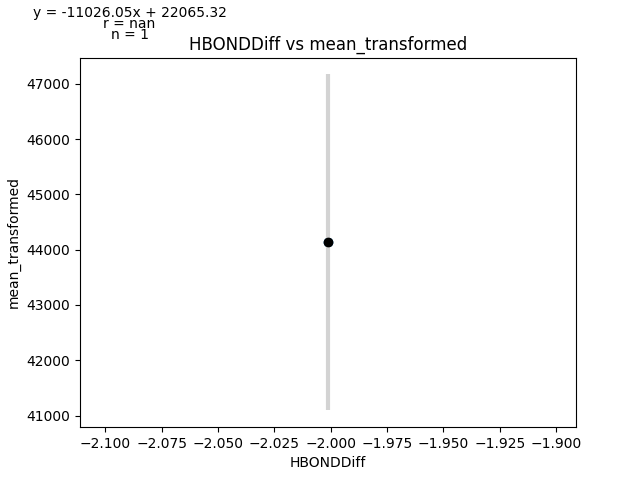 y = -11026.05x + 22065.32
r = nan
n = 1
HBONDDiff vs mean_transformed
47000
46000
45000
44000
43000
42000
41000
mean_transformed
−2.100 −2.075 −2.050 −2.025 −2.000 −1.975 −1.950 −1.925 −1.900
HBONDDiff